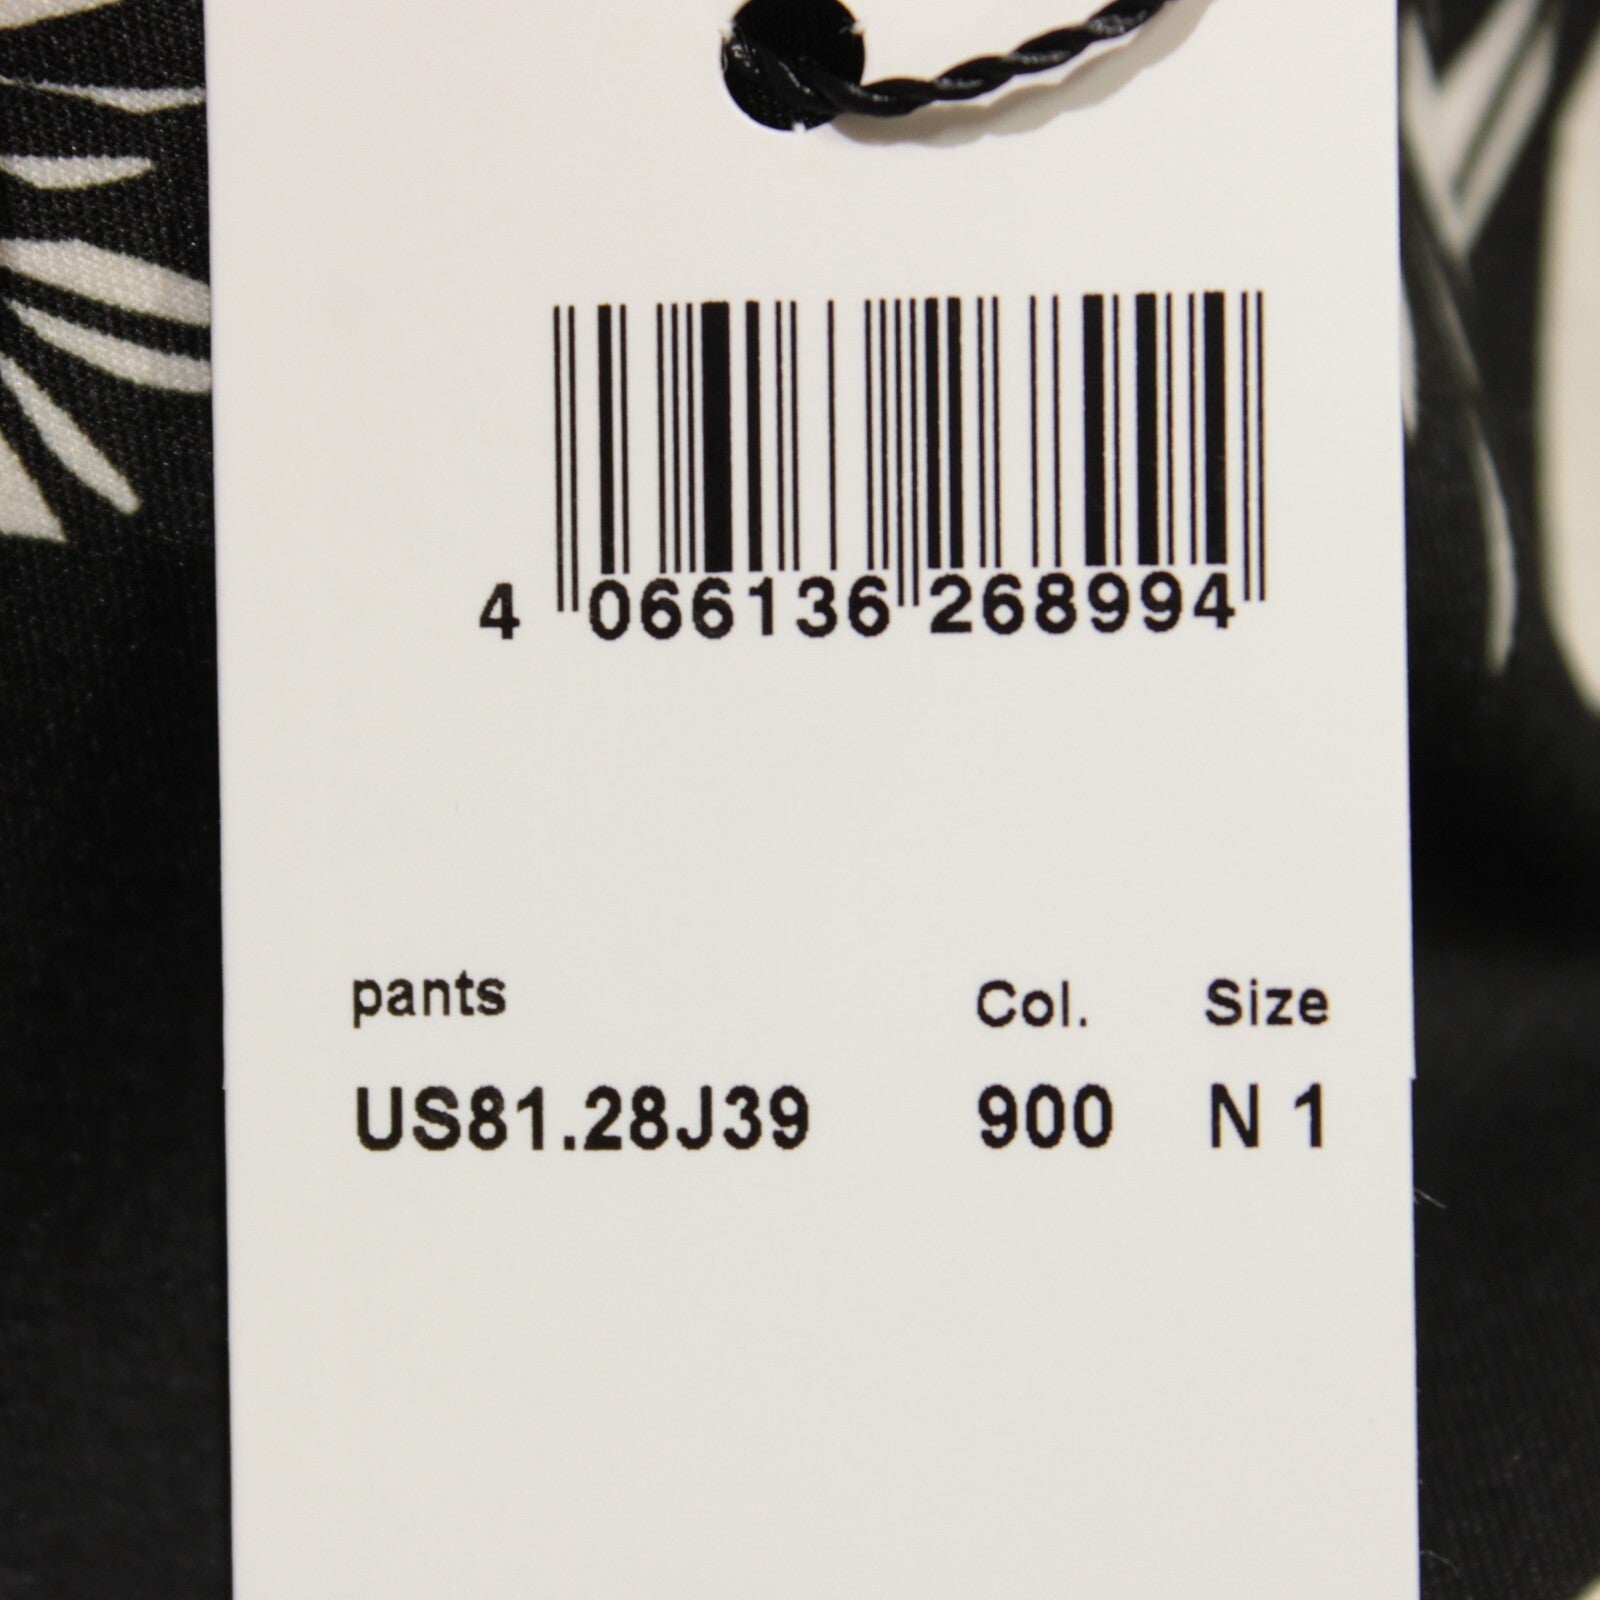 4 066136 268994
pants Col. Size
US81.28J39 900 N 1